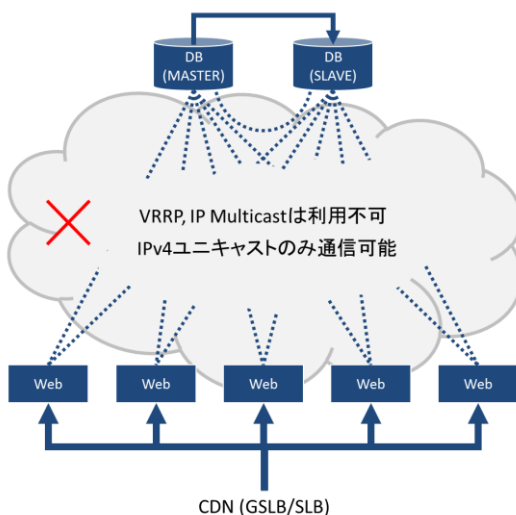 DB
(MASTER)
DB
(SLAVE)
VRRP, IP Multicastは利用不可
IPv4ユニキャストのみ通信可能
Web
Web
Web
Web
Web
CDN (GSLB/SLB)